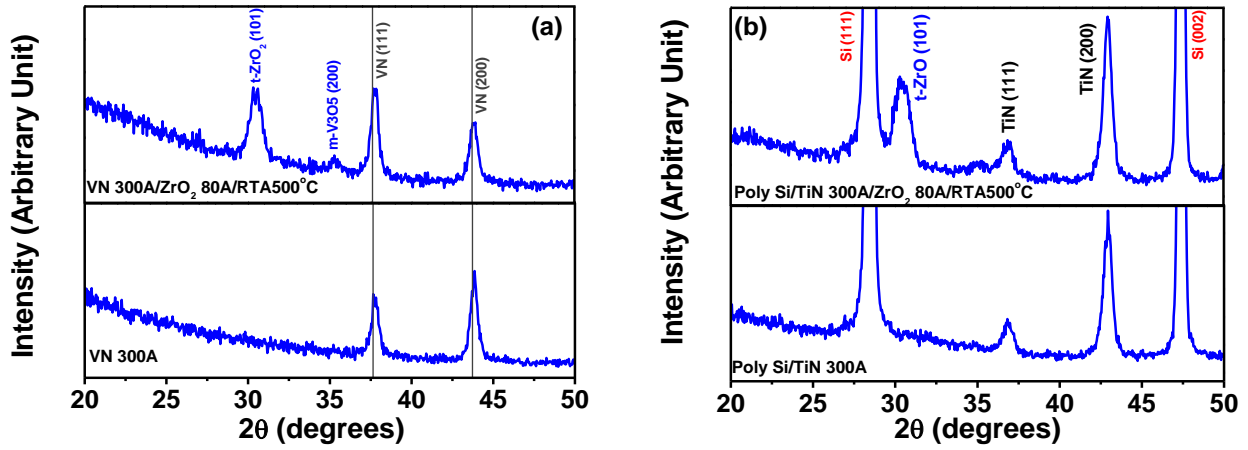 (a)
Intensity (Arbitrary Unit)
t-ZrO₂ (101)
m-V3O5 (200)
VN (111)
VN (200)
VN 300A/ZrO₂ 80A/RTA500°C
VN 300A
20 25 30 35 40 45 50
2θ (degrees)
(b)
Intensity (Arbitrary Unit)
Si (111)
t-ZrO (101)
TiN (111)
TiN (200)
Si (002)
Poly Si/TiN 300A/ZrO₂ 80A/RTA500°C
Poly Si/TiN 300A
20 25 30 35 40 45 50
2θ (degrees)